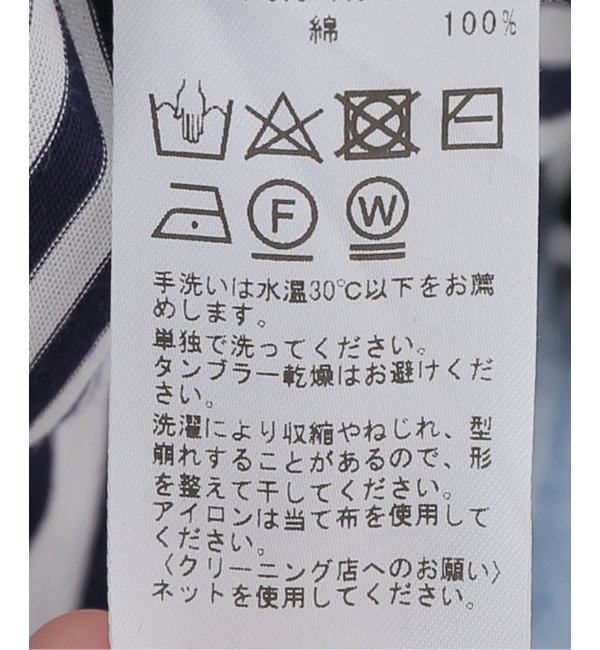 綿 100%
F W
手洗いは水温30℃以下をお薦
めします。
単独で洗ってください。
タンブラー乾燥はお避けくだ
さい。
洗濯により収縮やねじれ、型
崩れすることがあるので、形
を整えて干してください。
アイロンは当て布を使用して
ください。
〈クリーニング店へのお願い〉
ネットを使用してください。